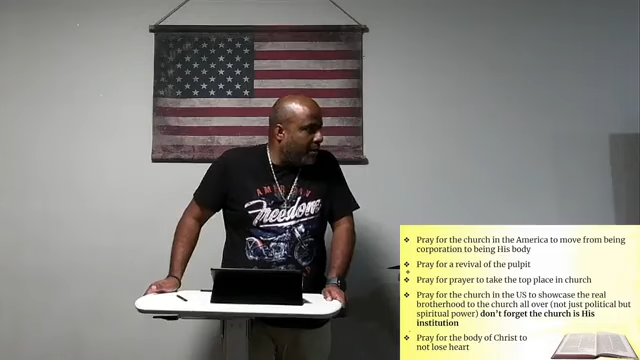 AMERICAN
Freedom
❖ Pray for the church in the America to move from being
corporation to being His body
❖ Pray for a revival of the pulpit
❖ Pray for prayer to take the top place in church
❖ Pray for the church in the US to showcase the real
brotherhood to the church all over (not just political but
spiritual power) don't forget the church is His
institution
❖ Pray for the body of Christ to
not lose heart